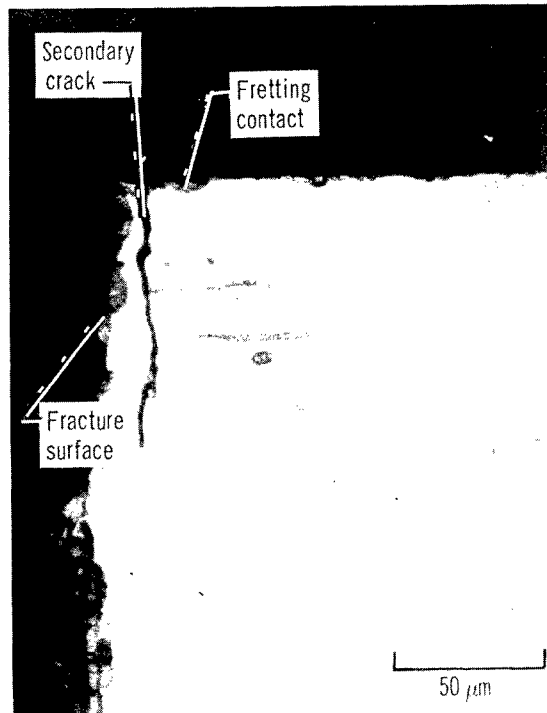 Secondary
crack
Fretting
contact
Fracture
surface
50 μm